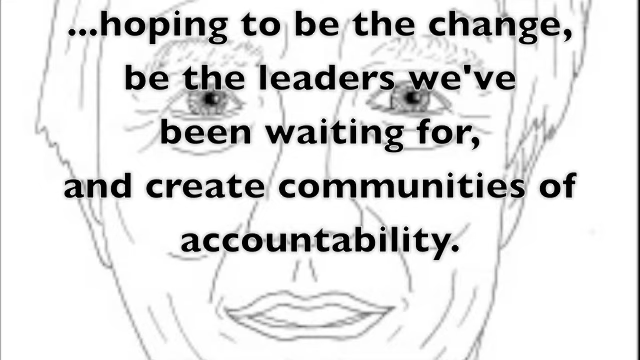 ...hoping to be the change,
be the leaders we've
been waiting for,
and create communities of
accountability.